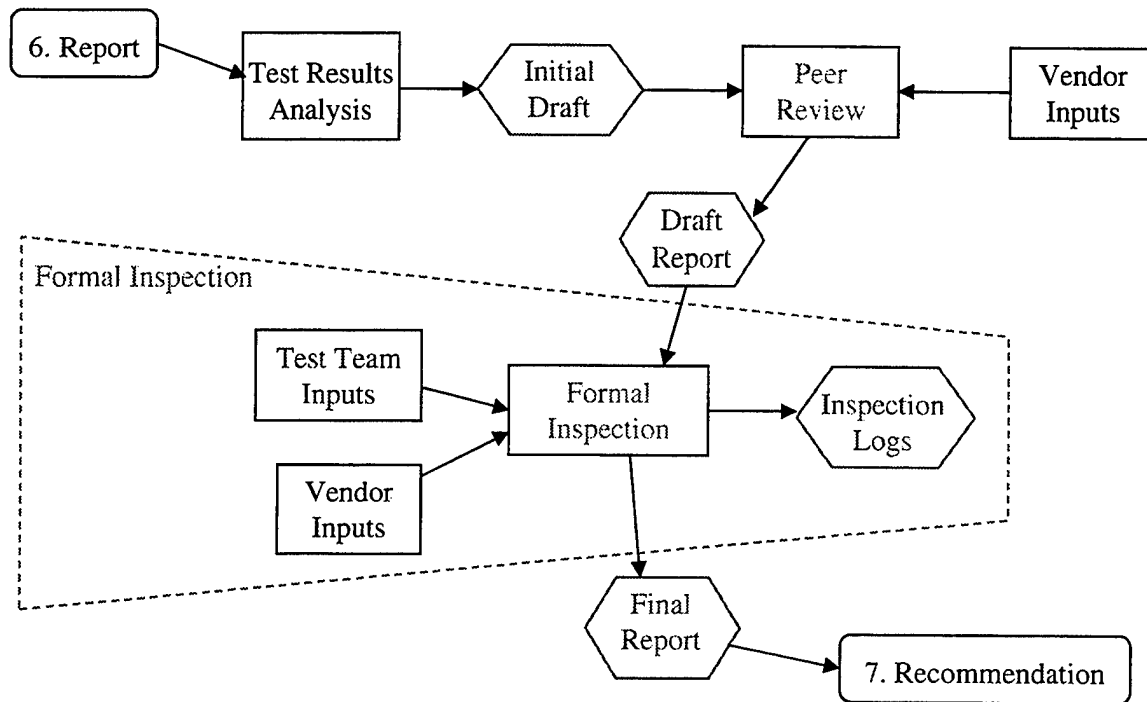 6. Report
Test Results
Analysis
Initial
Draft
Peer
Review
Vendor
Inputs
Draft
Report
Formal Inspection
Test Team
Inputs
Formal
Inspection
Inspection
Logs
Vendor
Inputs
Final
Report
7. Recommendation